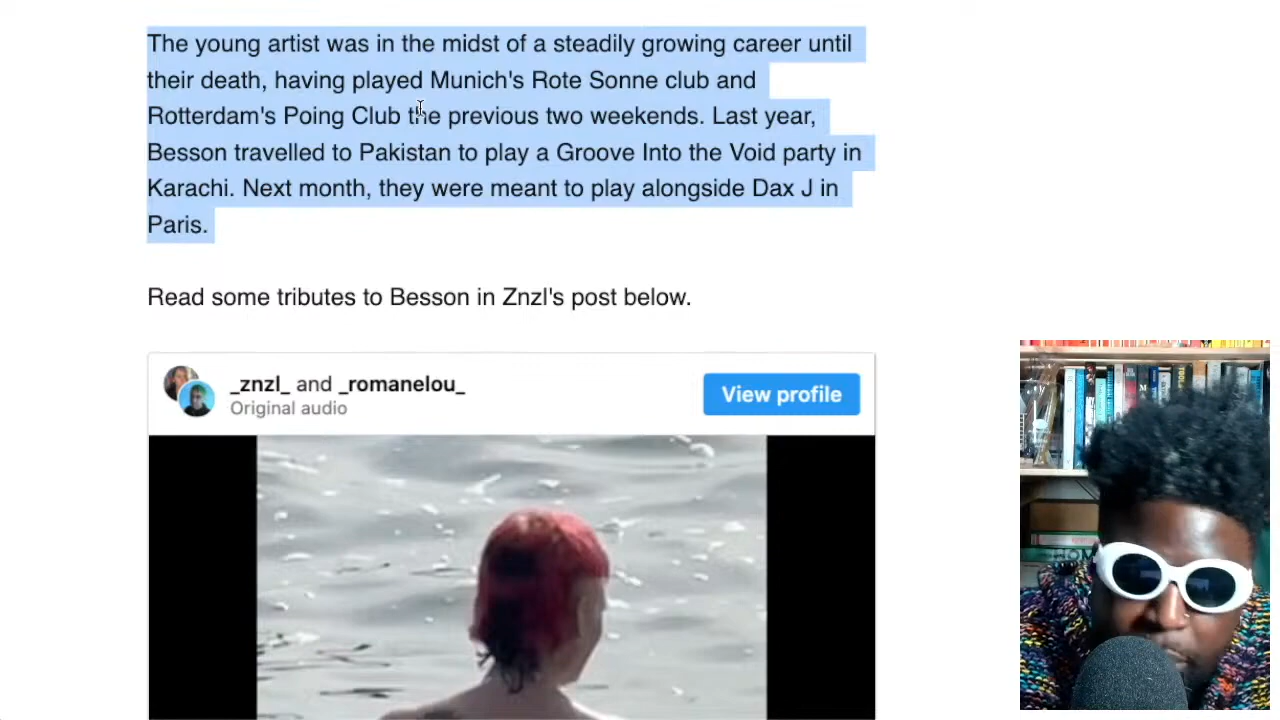 The young artist was in the midst of a steadily growing career until
their death, having played Munich's Rote Sonne club and
Rotterdam's Poing Club the previous two weekends. Last year,
Besson travelled to Pakistan to play a Groove Into the Void party in
Karachi. Next month, they were meant to play alongside Dax J in
Paris.
Read some tributes to Besson in Znzl's post below.
_znzl_ and _romanelou_
Original audio
View profile